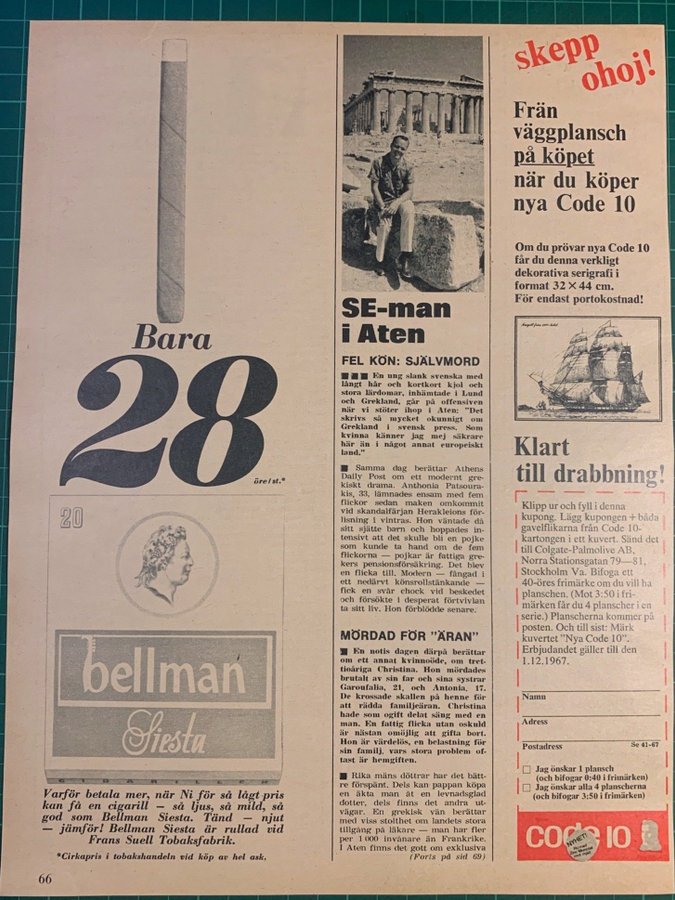 Bara
28
öre/st.*
20
bellman
Siesta
CIGARILLER
Varför betala mer, när Ni för så lågt pris
kan få en cigarill — så ljus, så mild, så
god som Bellman Siesta. Tänd — njut
— jämför! Bellman Siesta är rullad vid
Frans Suell Tobaksfabrik.
*Cirkapris i tobakshandeln vid köp av hel ask.
66
SE-man
i Aten
FEL KÖN: SJÄLVMORD
■■■ En ung slank svenska med
långt hår och kortkort kjol och
stora lärdomar, inhämtade i Lund
och Grekland, går på offensiven
när vi stöter ihop i Aten: "Det
skrivs så mycket okunnigt om
Grekland i svensk press. Som
kvinna känner jag mej säkrare
här än i något annat europeiskt
land."
■ Samma dag berättar Athens
Daily Post om ett modernt gre-
kiskt drama. Anthonia Patsoura-
kis, 33, lämnades ensam med fem
flickor sedan maken omkommit
vid skandalfärjan Herakleions för-
lisning i vintras. Hon väntade då
sitt sjätte barn och hoppades in-
tensivt att det skulle bli en pojke
som kunde ta hand om de fem
flickorna — pojkar är fattiga gre-
kers pensionsförsäkring. Det blev
en flicka till. Modern — fångad i
ett nedärvt könsrollstänkande —
fick en svår chock vid beskedet
och försökte i desperat förtvivlan
ta sitt liv. Hon förblödde senare.
MÖRDAD FÖR "ÄRAN"
■ En notis dagen därpå berättar
om ett annat kvinnoöde, om tret-
tioåriga Christina. Hon mördades
brutalt av sin far och sina systrar
Garoufalia, 21, och Antonia, 17.
De krossade skallen på henne för
att rädda familjeäran. Christina
hade som ogift delat säng med en
man. En fattig flicka utan oskuld
är nästan omöjlig att gifta bort.
Hon är värdelös, en belastning för
sin familj, vars stora problem of-
tast är hemgiften.
■ Rika mäns döttrar har det bätt-
re förspänt. Dels kan pappan köpa
en äkta man åt en levnadsglad
dotter, dels finns det andra ut-
vägar. En grekisk vän berättar
med viss stolthet om landets stora
tillgång på läkare — man har fler
per 1 000 invånare än Frankrike.
I Aten finns det gott om exklusiva
(Forts på sid 69)
skepp
ohoj!
Från
väggplansch
på köpet
när du köper
nya Code 10
Om du prövar nya Code 10
får du denna verkligt
dekorativa serigrafi i
format 32×44 cm.
För endast portokostnad!
Klart
till drabbning!
Klipp ur och fyll i denna
kupong. Lägg kupongen + båda
gavelflikarna från Code 10-
kartongen i ett kuvert. Sänd det
till Colgate-Palmolive AB,
Norra Stationsgatan 79—81,
Stockholm Va. Bifoga ett
40-öres frimärke om du vill ha
planschen. (Mot 3:50 i fri-
märken får du 4 planscher i en
serie.) Planscherna kommer på
posten. Och till sist: Märk
kuvertet "Nya Code 10".
Erbjudandet gäller till den
1.12.1967.
Namn
Adress
Postadress Se 41-67
Jag önskar 1 plansch
(och bifogar 0:40 i frimärken)
Jag önskar alla 4 planscherna
(och bifogar 3:50 i frimärken)
code 10
NYHET!